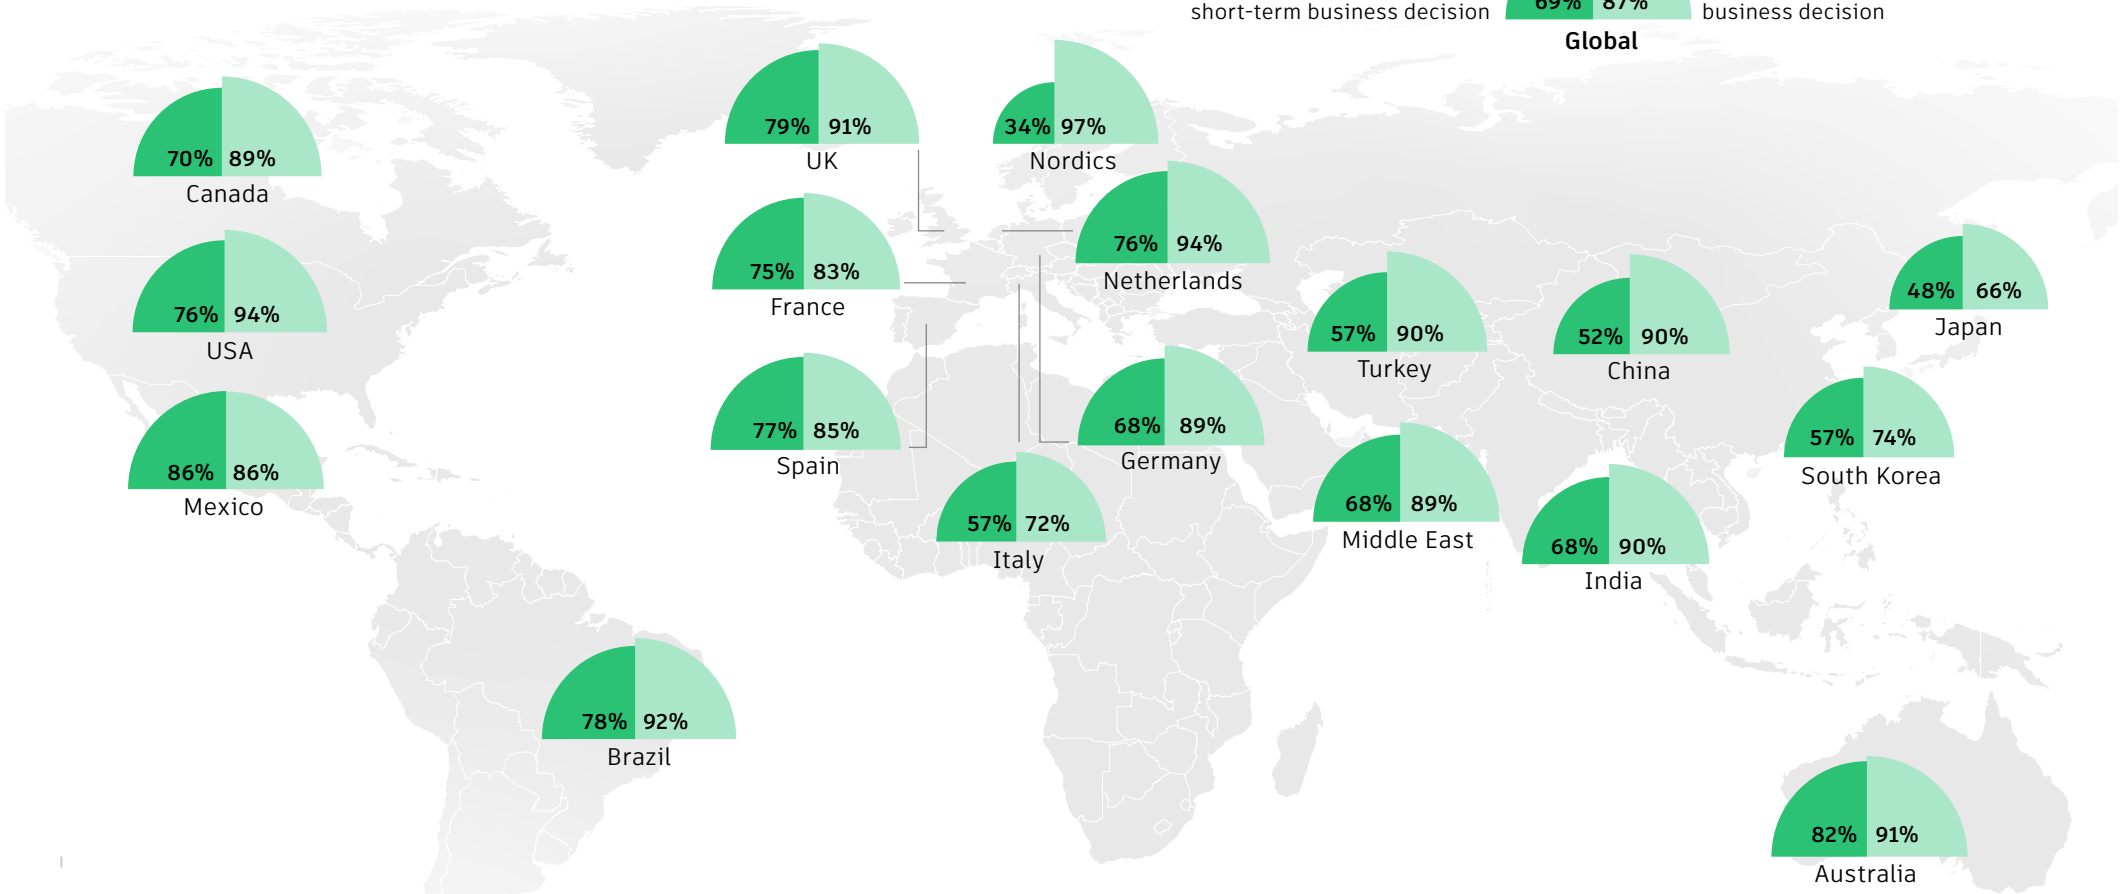 short-term business decision 69% 87% business decision
Global
79% 91%
UK
34% 97%
Nordics
70% 89%
Canada
76% 94%
Netherlands
75% 83%
France
76% 94%
USA
57% 90%
Turkey
52% 90%
China
48% 66%
Japan
77% 85%
Spain
68% 89%
Germany
57% 74%
South Korea
86% 86%
Mexico
57% 72%
Italy
68% 89%
Middle East
68% 90%
India
78% 92%
Brazil
82% 91%
Australia